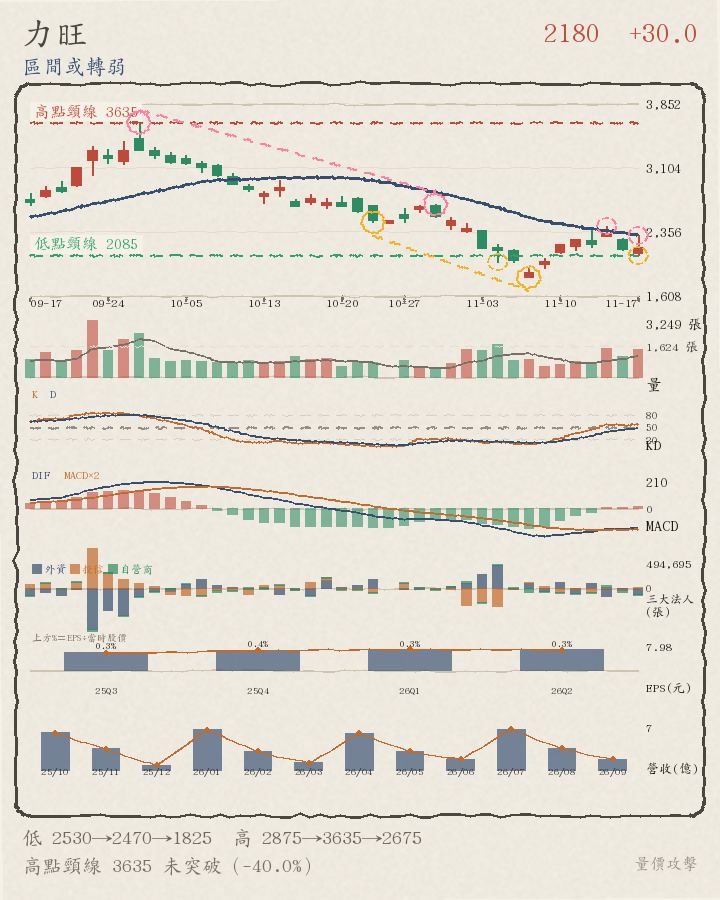 力旺
2180 +30.0
區間或轉弱
高點頸線 3635
3,852
3,104
2,356
低點頸線 2085
1,608
09-17 09-24 10-05 10-13 10-20 10-27 11-03 11-10 11-17
3,249 張
1,624 張
量
K D
80
50
20
KD
DIF MACD×2
210
0
MACD
494,695
外資 投信 自營商
0
三大法人
(張)
上方%=EPS÷當時股價
0.3% 0.4% 0.3% 0.3%
7.98
25Q3 25Q4 26Q1 26Q2
EPS(元)
7
25/10 25/11 25/12 26/01 26/02 26/03 26/04 26/05 26/06 26/07 26/08 26/09
營收(億)
低 2530→2470→1825 高 2875→3635→2675
高點頸線 3635 未突破 (-40.0%)
量價攻擊